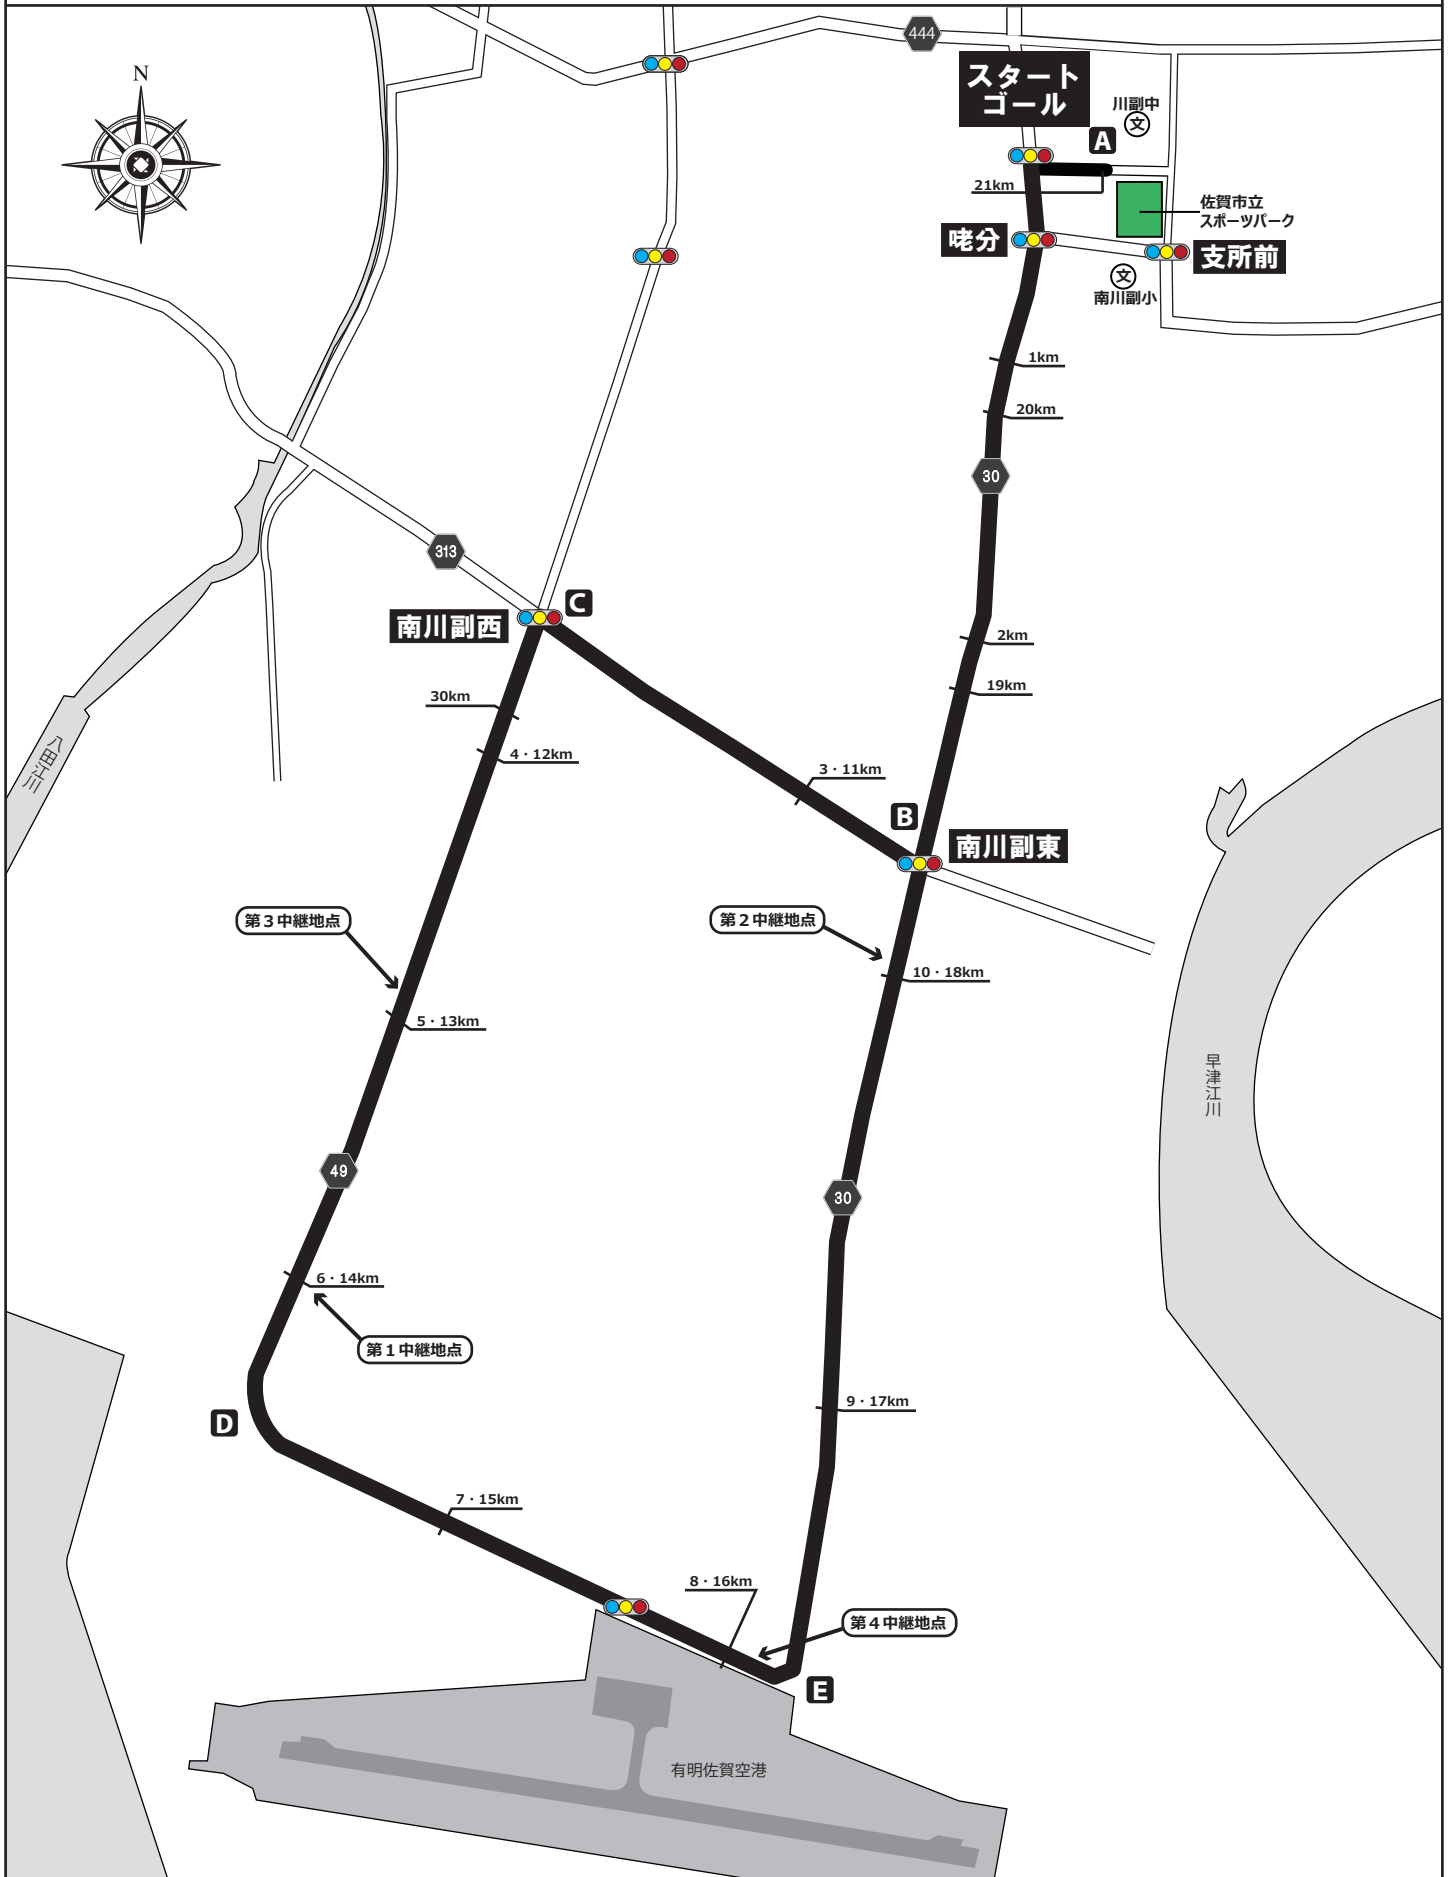 444
N
スタート
ゴール
川副中
文
A
21km
佐賀市立
スポーツパーク
咾分
支所前
文
南川副小
1km
20km
30
313
C
南川副西
2km
19km
30km
4・12km
八田江川
3・11km
B
南川副東
第3中継地点
第2中継地点
10・18km
5・13km
早津江川
49
30
6・14km
第1中継地点
9・17km
D
7・15km
8・16km
第4中継地点
E
有明佐賀空港